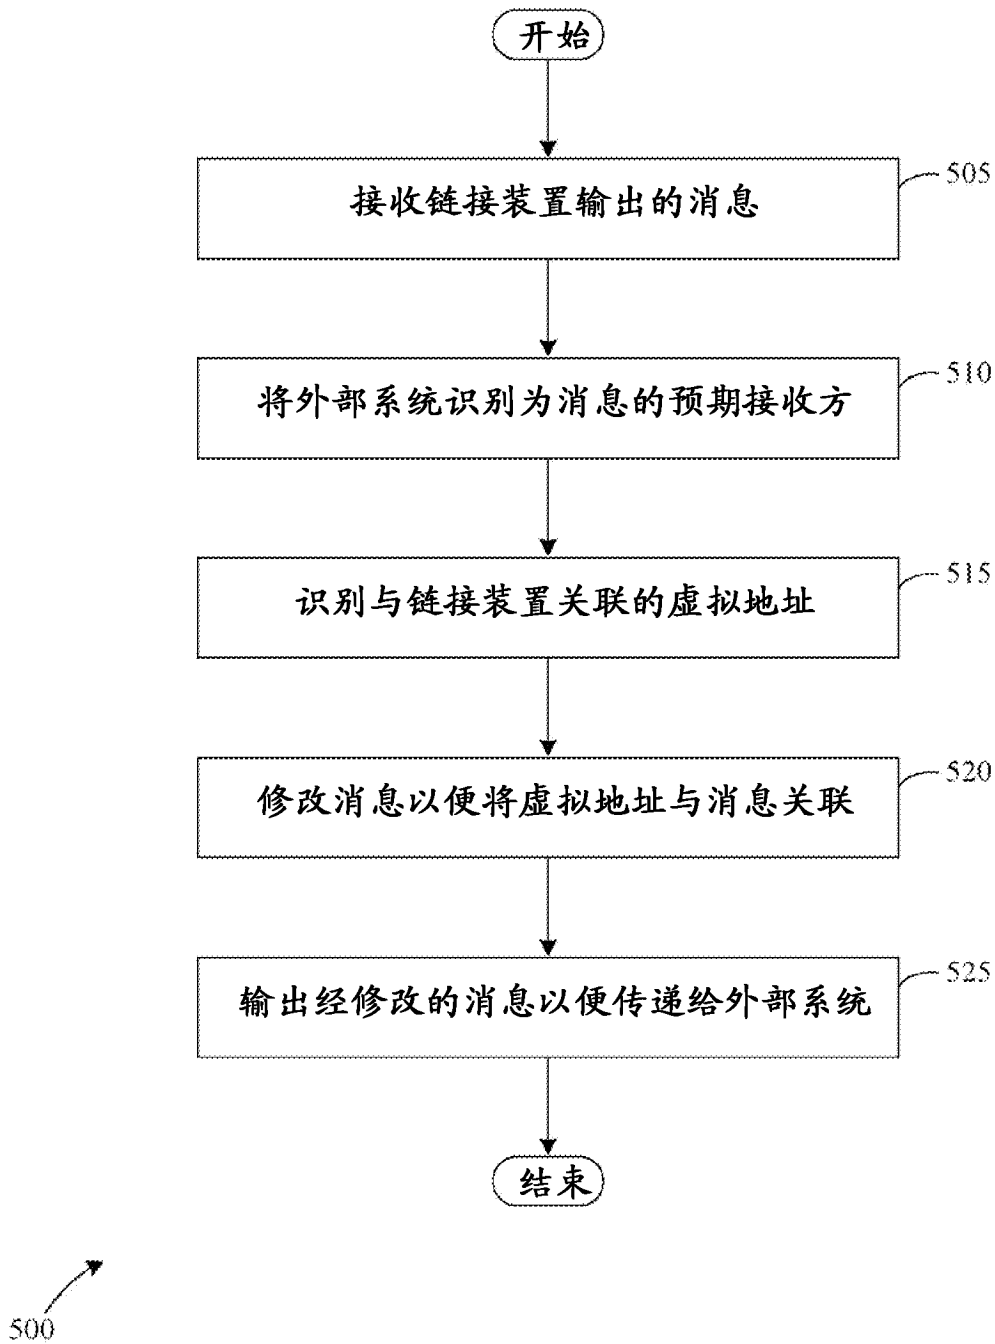 开始
接收链接装置输出的消息
505
将外部系统识别为消息的预期接收方
510
识别与链接装置关联的虚拟地址
515
修改消息以便将虚拟地址与消息关联
520
输出经修改的消息以便传递给外部系统
525
结束
500